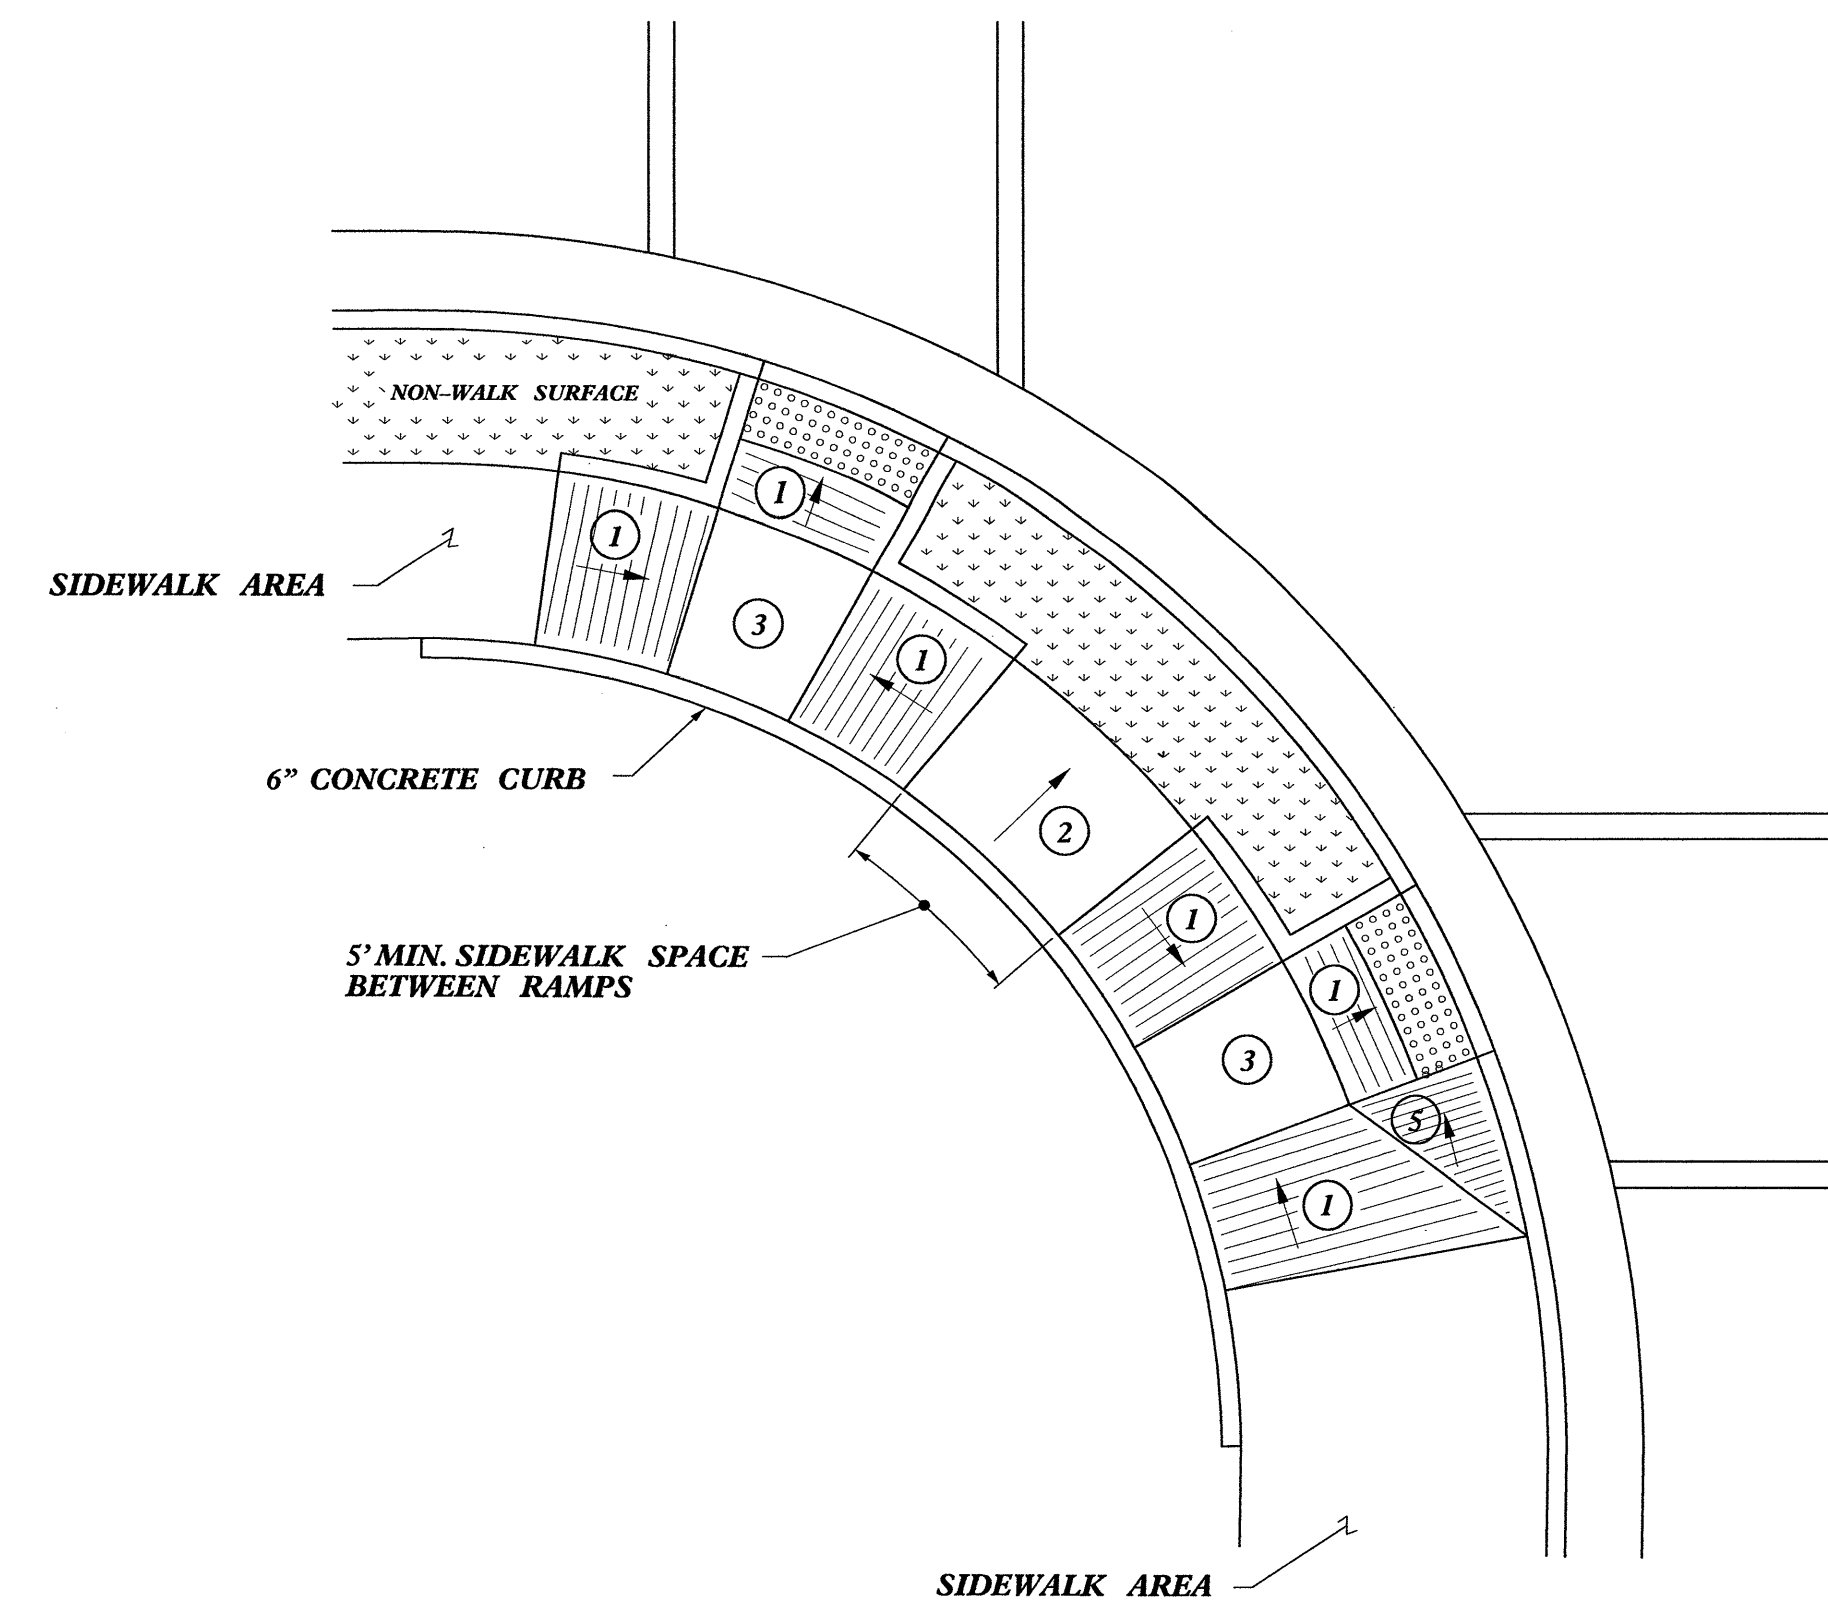 NON-WALK SURFACE
1
1
SIDEWALK AREA
3
1
6” CONCRETE CURB
2
1
5’ MIN. SIDEWALK SPACE
BETWEEN RAMPS
1
3
5
1
SIDEWALK AREA